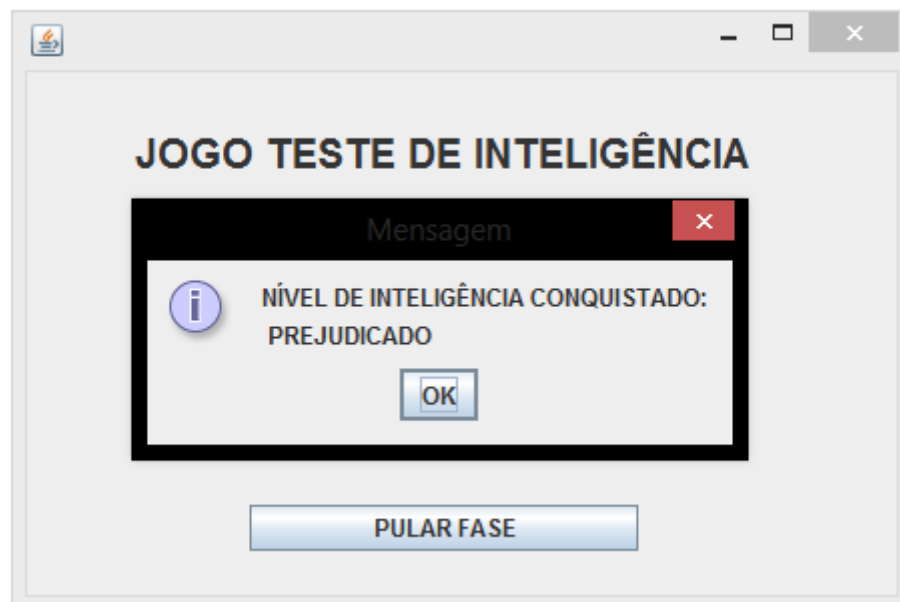 JOGO TESTE DE INTELIGÊNCIA
Mensagem
NÍVEL DE INTELIGÊNCIA CONQUISTADO:
PREJUDICADO
OK
PULAR FASE